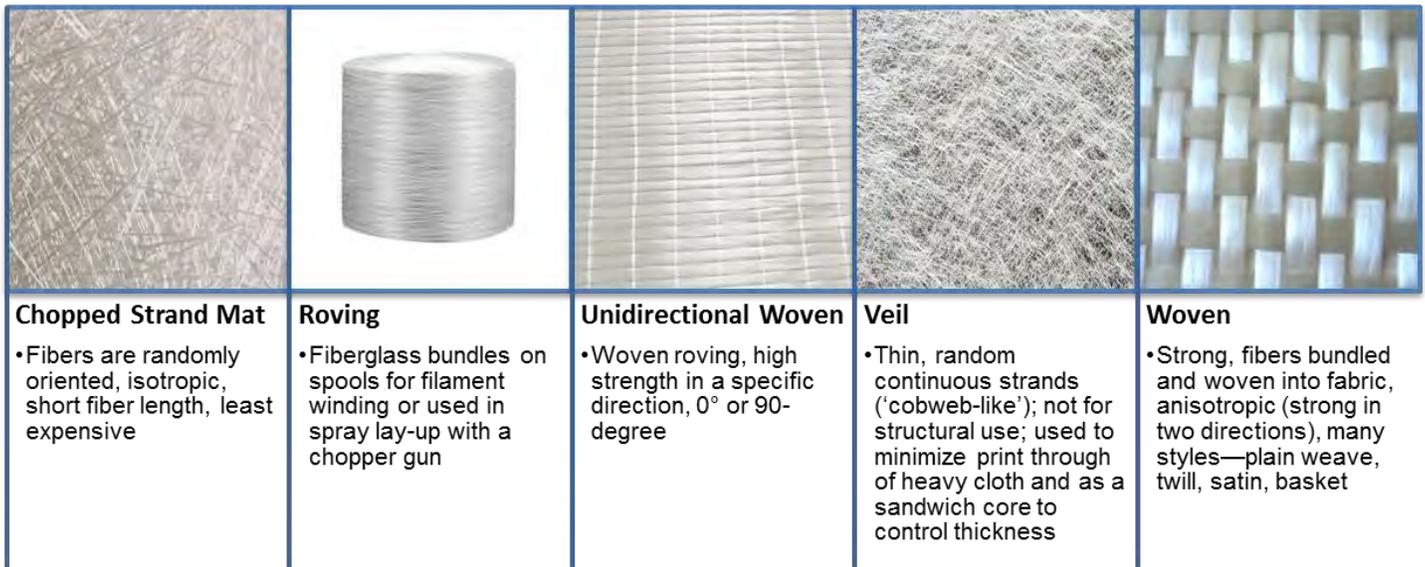 Chopped Strand Mat
•Fibers are randomly
oriented, isotropic,
short fiber length, least
expensive
Roving
•Fiberglass bundles on
spools for filament
winding or used in
spray lay-up with a
chopper gun
Unidirectional Woven
•Woven roving, high
strength in a specific
direction, 0° or 90-
degree
Veil
•Thin, random
continuous strands
(‘cobweb-like’); not for
structural use; used to
minimize print through
of heavy cloth and as a
sandwich core to
control thickness
Woven
•Strong, fibers bundled
and woven into fabric,
anisotropic (strong in
two directions), many
styles—plain weave,
twill, satin, basket